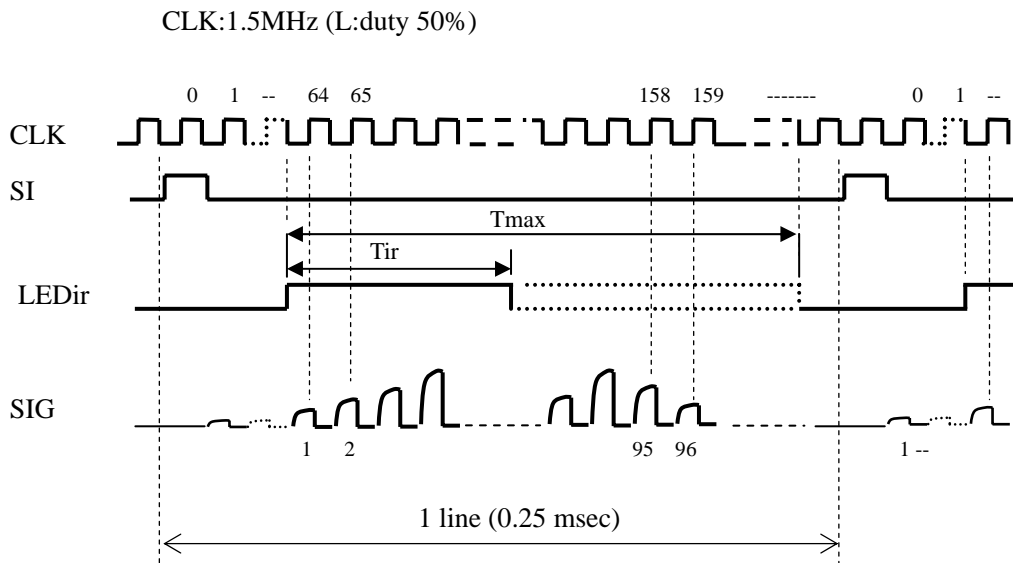 CLK:1.5MHz (L:duty 50%)
0 1 -- 64 65 158 159 ------- 0 1 --
CLK
SI
Tmax
Tir
LEDir
SIG
1 2 95 96 1 --
1 line (0.25 msec)